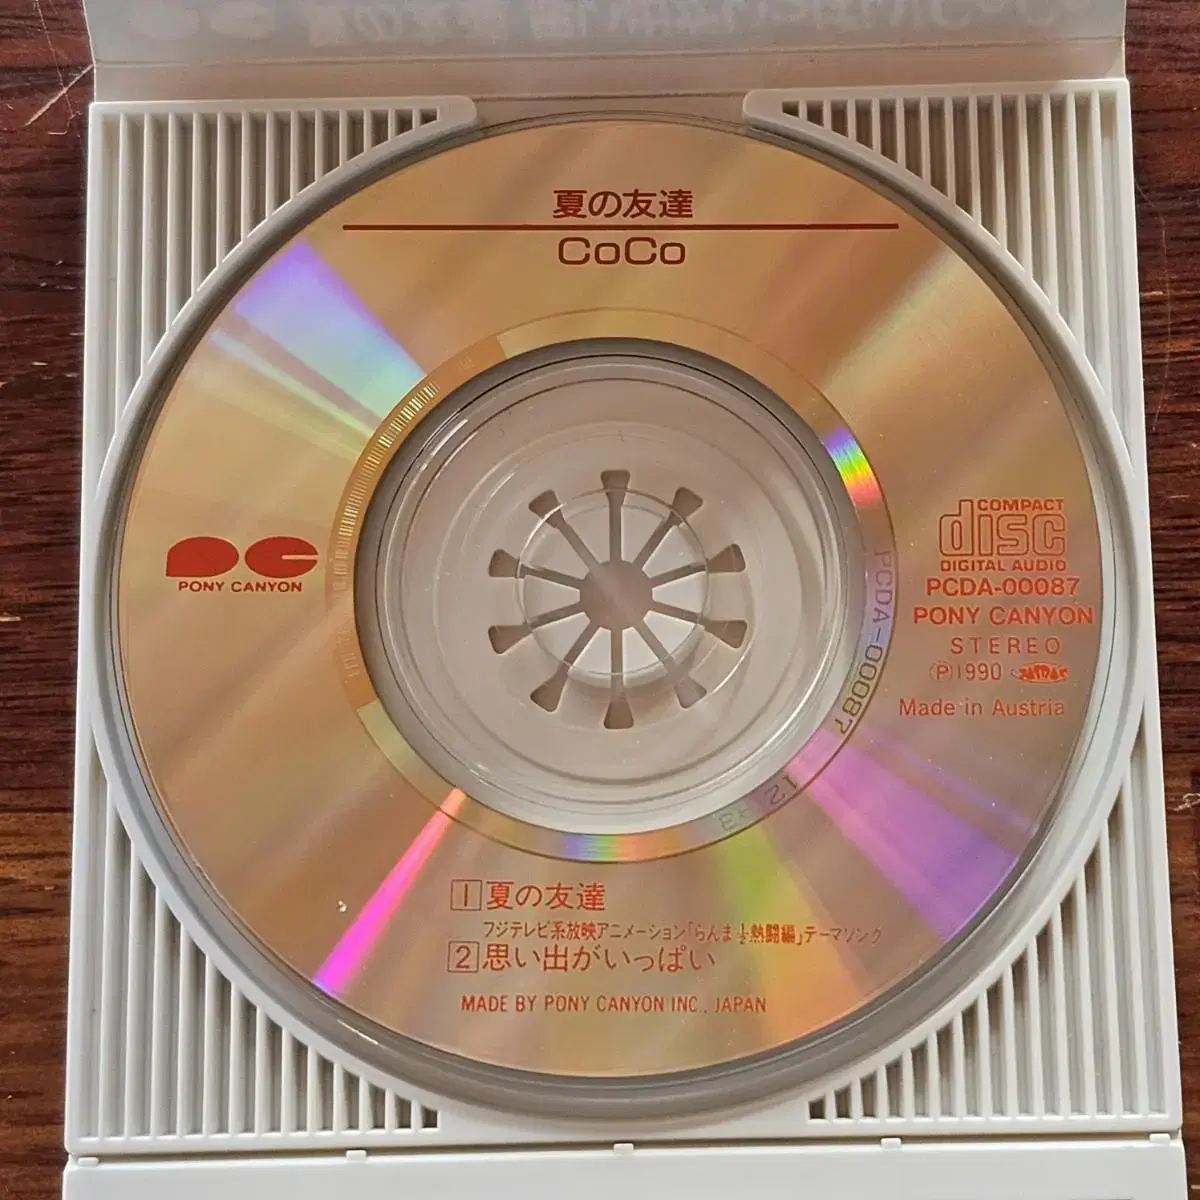 夏の友達
CoCo
PONY CANYON
COMPACT
disc
DIGITAL AUDIO
PCDA-00087
PONY CANYON
STEREO
Ⓟ1990
Made in Austria
PCDA-00087
1 夏の友達
フジテレビ系放映アニメーション「らんま½熱闘編」テーマソング
2 思い出がいっぱい
MADE BY PONY CANYON INC., JAPAN